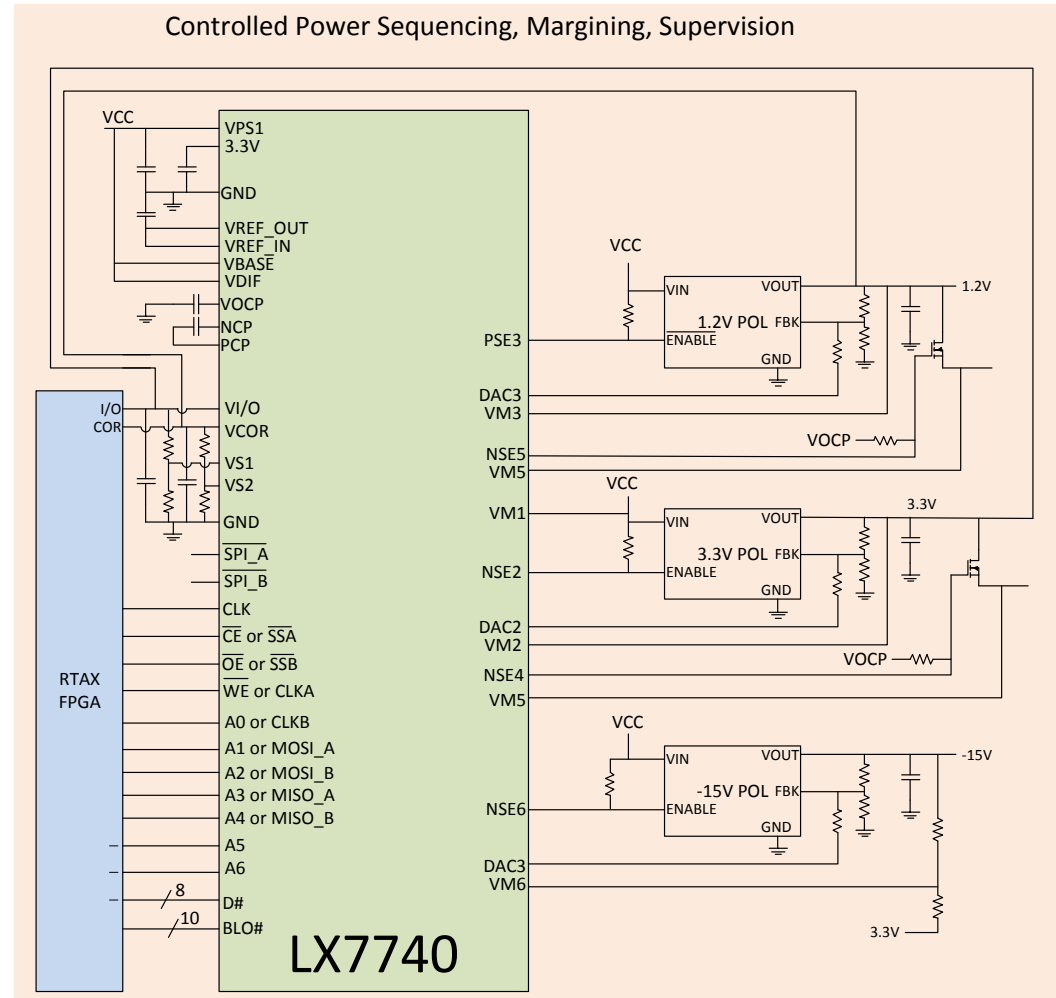 Controlled Power Sequencing, Margining, Supervision
VCC
VPS1
3.3V
GND
VREF_OUT
VREF_IN
VBASE
VDIF
VOCP
NCP
PCP
I/O
VI/O
COR
VCOR
VS1
VS2
GND
SPI_A
SPI_B
CLK
CE or SSA
OE or SSB
WE or CLKA
A0 or CLKB
A1 or MOSI_A
A2 or MOSI_B
A3 or MISO_A
A4 or MISO_B
A5
A6
8
D#
10
BLO#
RTAX
FPGA
LX7740
PSE3
DAC3
VM3
NSE5
VM5
VM1
NSE2
DAC2
VM2
NSE4
VM5
NSE6
DAC3
VM6
VCC
VIN
VOUT
1.2V
1.2V POL
FBK
ENABLE
GND
VOCP
VCC
VIN
VOUT
3.3V
3.3V POL
FBK
ENABLE
GND
VOCP
VCC
VIN
VOUT
-15V
-15V POL
FBK
ENABLE
GND
3.3V